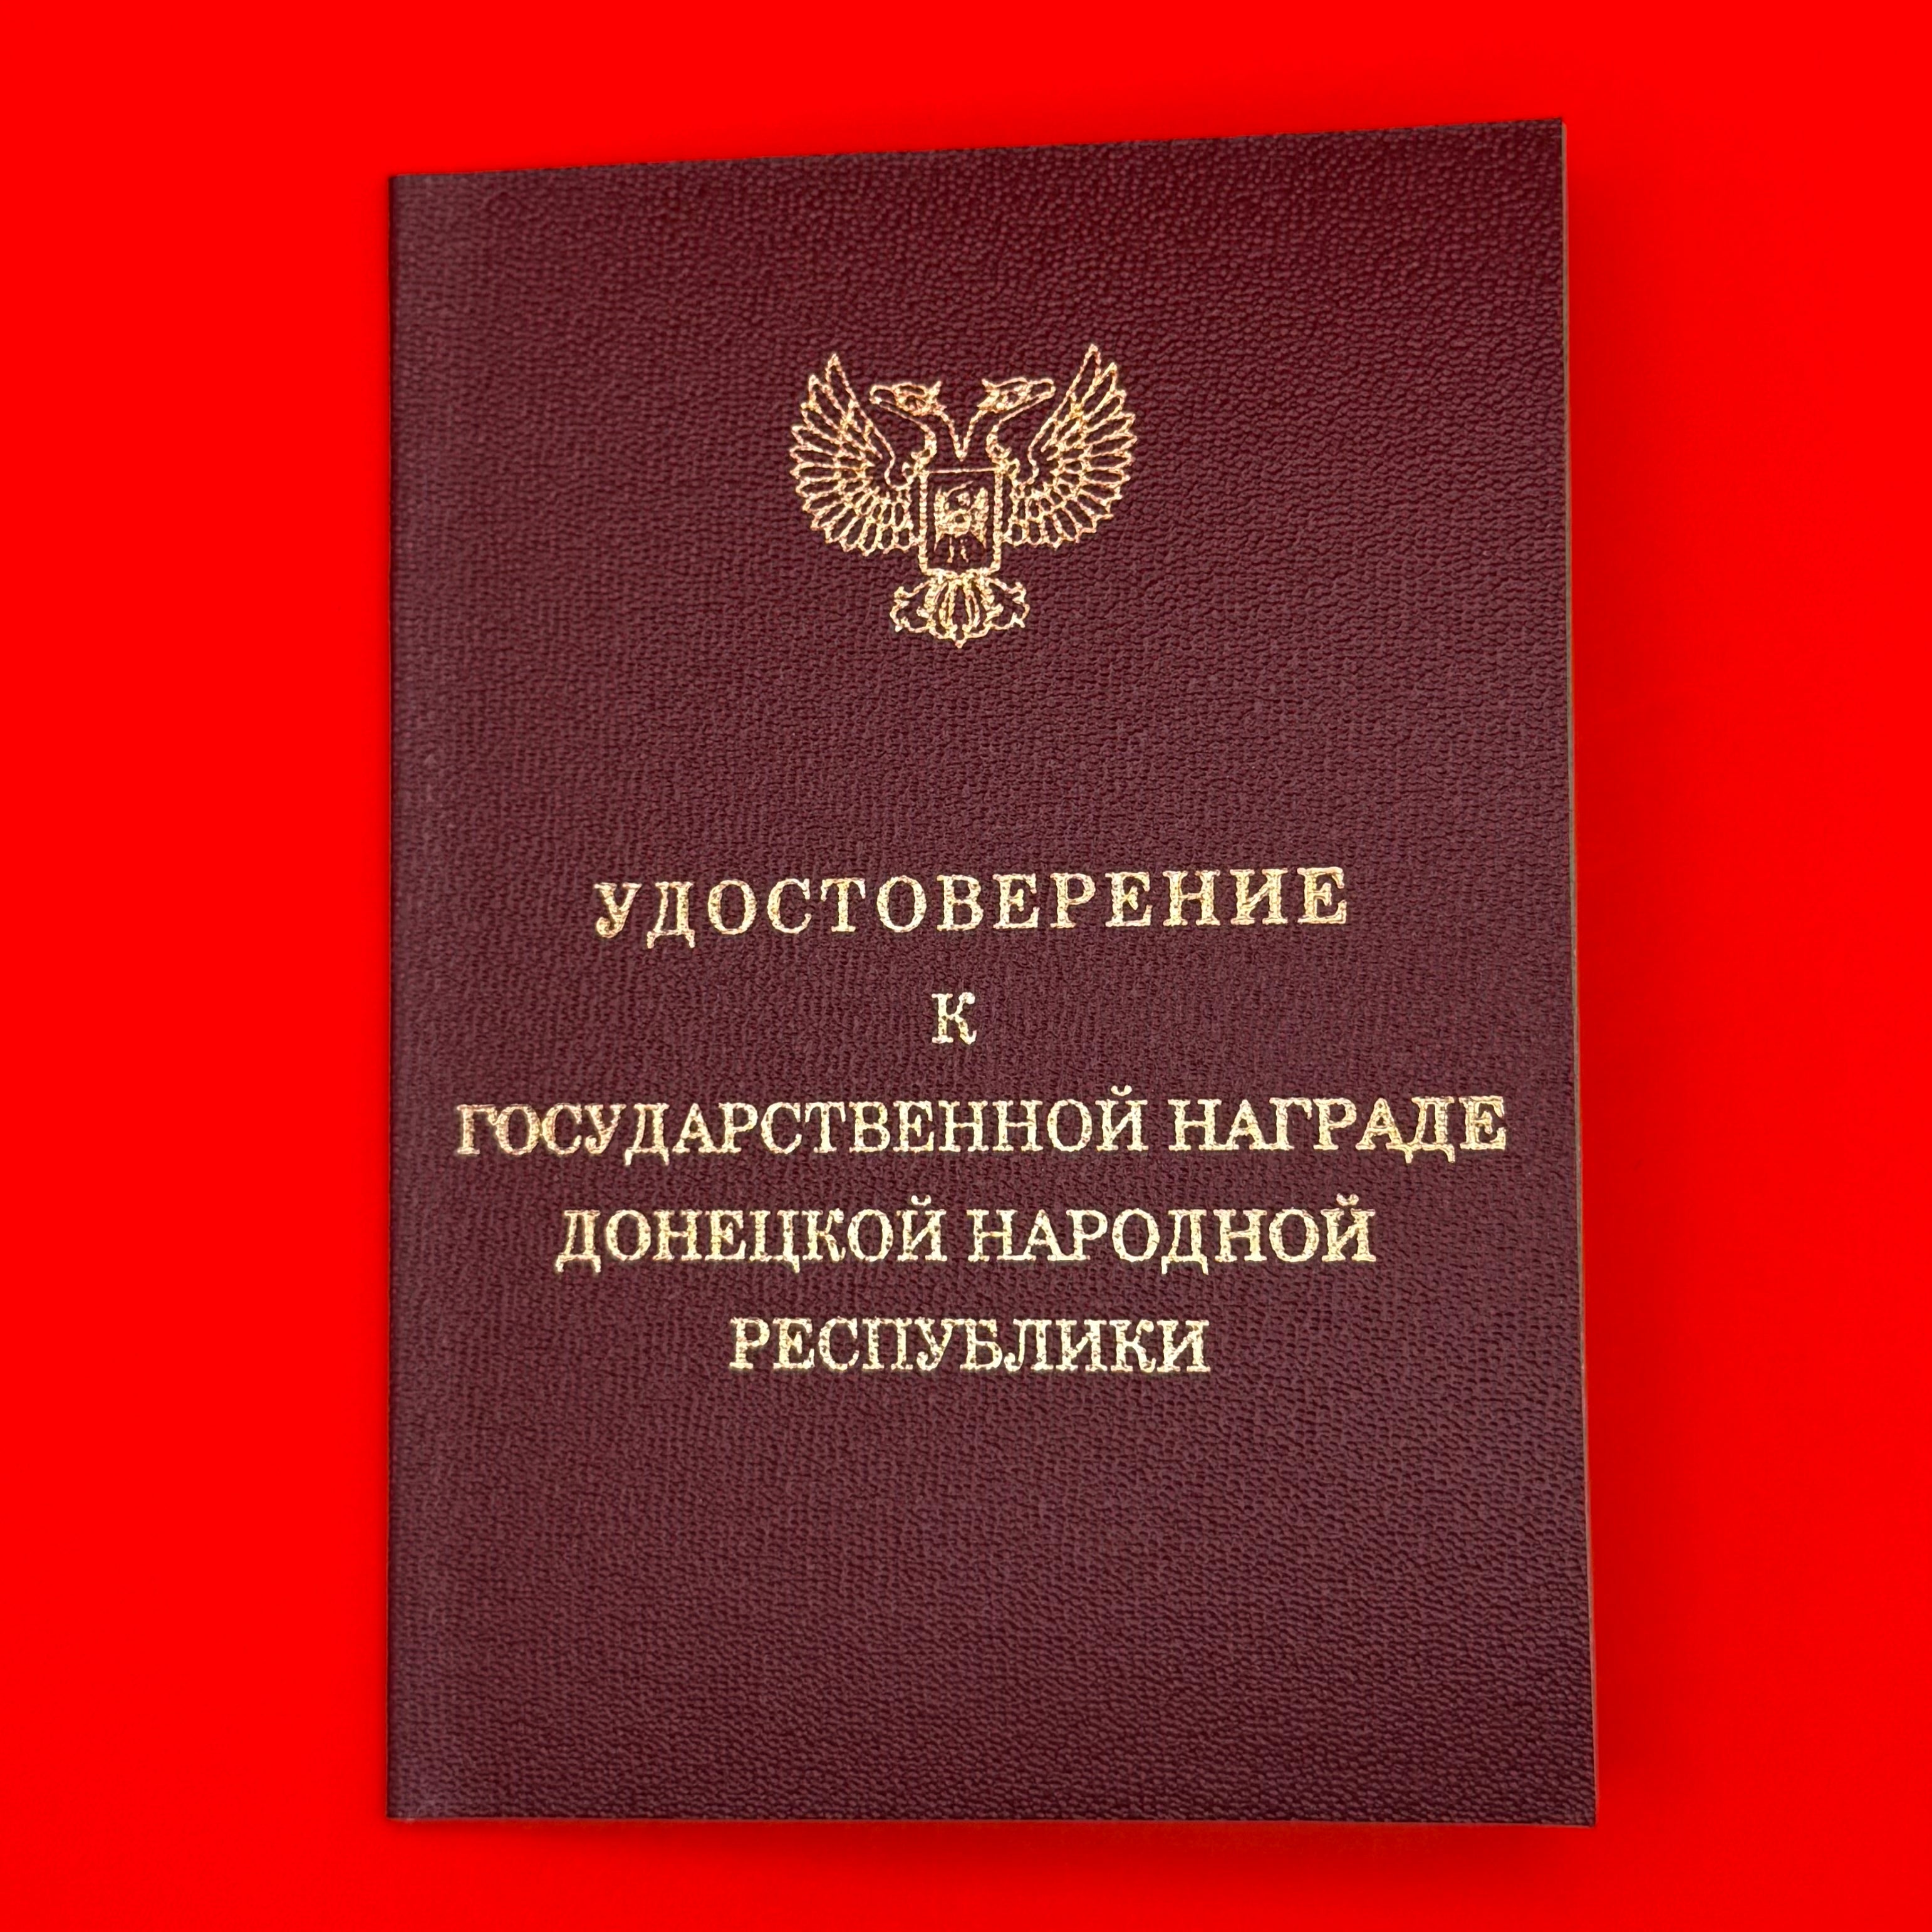 УДОСТОВЕРЕНИЕ
К
ГОСУДАРСТВЕННОЙ НАГРАДЕ
ДОНЕЦКОЙ НАРОДНОЙ
РЕСПУБЛИКИ